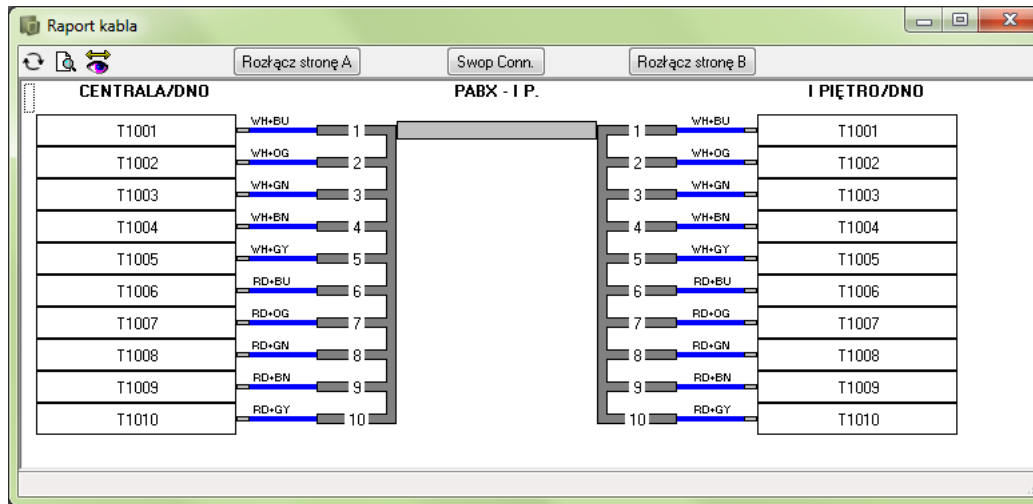 Raport kabla
Rozłącz stronę A Swop Conn. Rozłącz stronę B
CENTRALA/DNO PABX - I P. I PIĘTRO/DNO
T1001 WH+BU 1 1 WH+BU T1001
T1002 WH+OG 2 2 WH+OG T1002
T1003 WH+GN 3 3 WH+GN T1003
T1004 WH+BN 4 4 WH+BN T1004
T1005 WH+GY 5 5 WH+GY T1005
T1006 RD+BU 6 6 RD+BU T1006
T1007 RD+OG 7 7 RD+OG T1007
T1008 RD+GN 8 8 RD+GN T1008
T1009 RD+BN 9 9 RD+BN T1009
T1010 RD+GY 10 10 RD+GY T1010